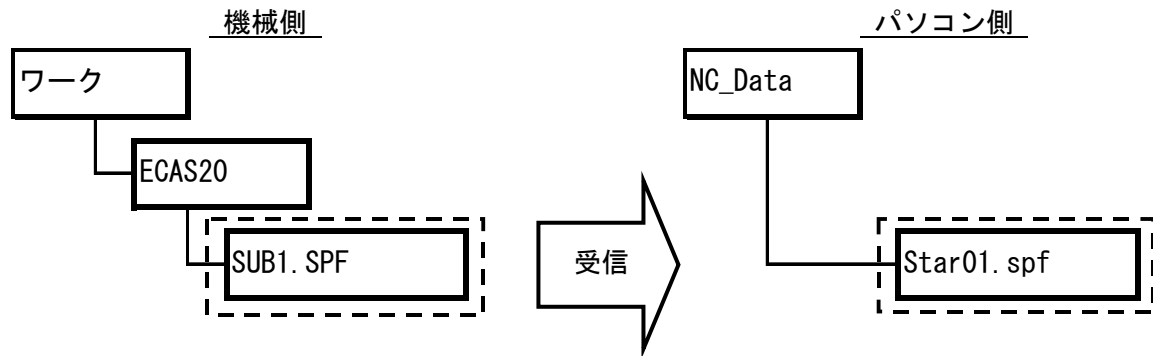 機械側
パソコン側
ワーク
NC_Data
ECAS20
SUB1.SPF
受信
Star01.spf